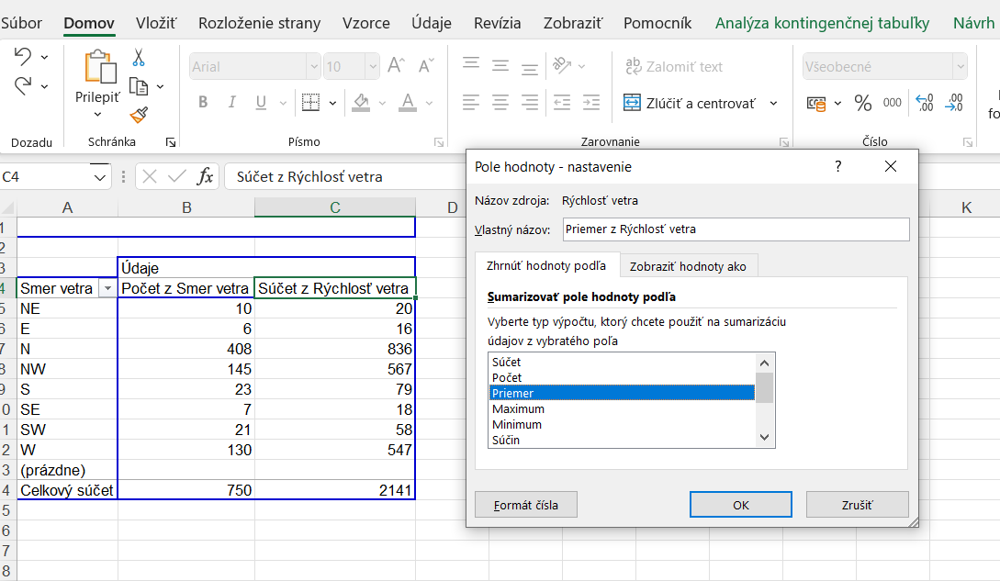 Súbor Domov Vložiť Rozloženie strany Vzorce Údaje Revízia Zobraziť Pomocník Analýza kontingenčnej tabuľky Návrh
Arial 10 A A ab Zalomiť text Všeobecné
Prilepiť B I U A Zlúčiť a centrovať % 000 ,00 ,00
fo
Dozadu Schránka Písmo Zarovnanie Číslo
C4 fx Súčet z Rýchlosť vetra
A B C D K
1
2
3 Údaje
4 Smer vetra Počet z Smer vetra Súčet z Rýchlosť vetra
5 NE 10 20
6 E 6 16
7 N 408 836
8 NW 145 567
9 S 23 79
0 SE 7 18
1 SW 21 58
2 W 130 547
3 (prázdne)
4 Celkový súčet 750 2141
5
6
7
8
Pole hodnoty - nastavenie ?
Názov zdroja: Rýchlosť vetra
Vlastný názov: Priemer z Rýchlosť vetra
Zhrnúť hodnoty podľa Zobraziť hodnoty ako
Sumarizovať pole hodnoty podľa
Vyberte typ výpočtu, ktorý chcete použiť na sumarizáciu
údajov z vybratého poľa
Súčet
Počet
Priemer
Maximum
Minimum
Súčin
Formát čísla OK Zrušiť